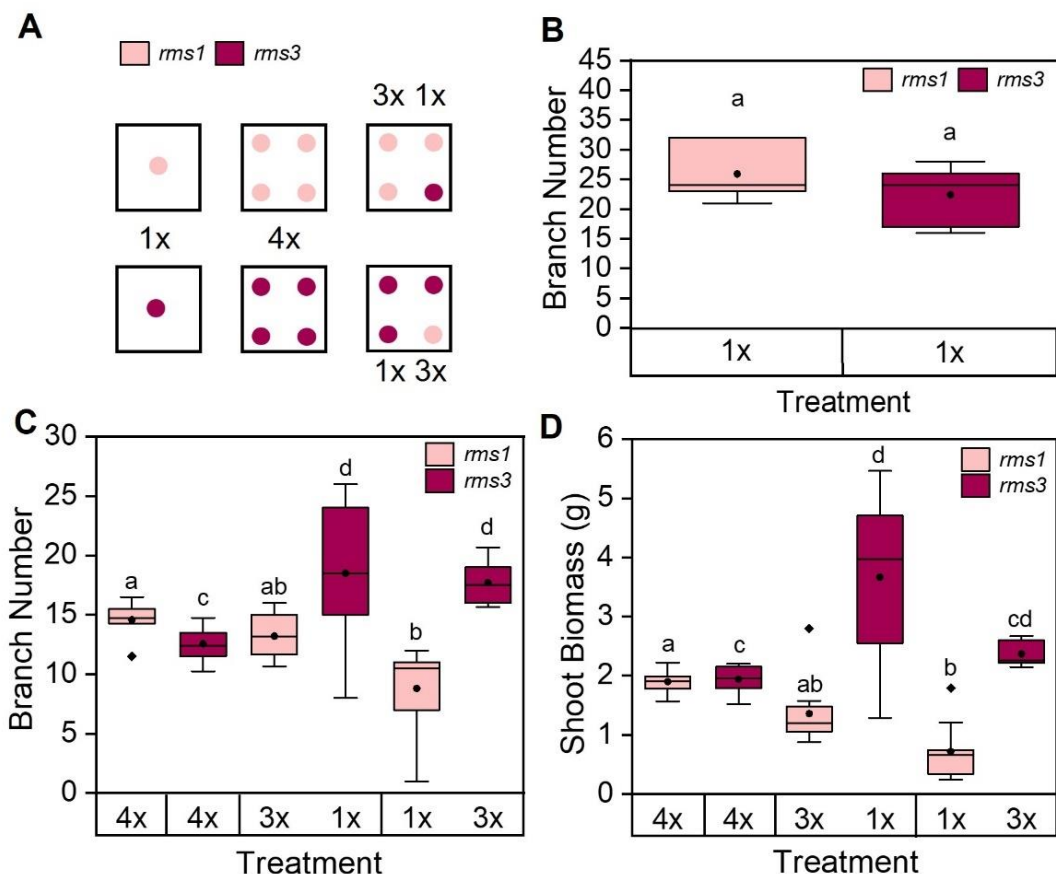 A
rms1 rms3
3x 1x
1x 4x
1x 3x
B
Branch Number
45
40
35
30
25
20
15
10
5
0
rms1 rms3
a a
1x 1x
Treatment
C
Branch Number
30
25
20
15
10
5
0
rms1
rms3
a c ab d b d
4x 4x 3x 1x 1x 3x
Treatment
D
Shoot Biomass (g)
6
5
4
3
2
1
0
rms1
rms3
a c ab d b cd
4x 4x 3x 1x 1x 3x
Treatment